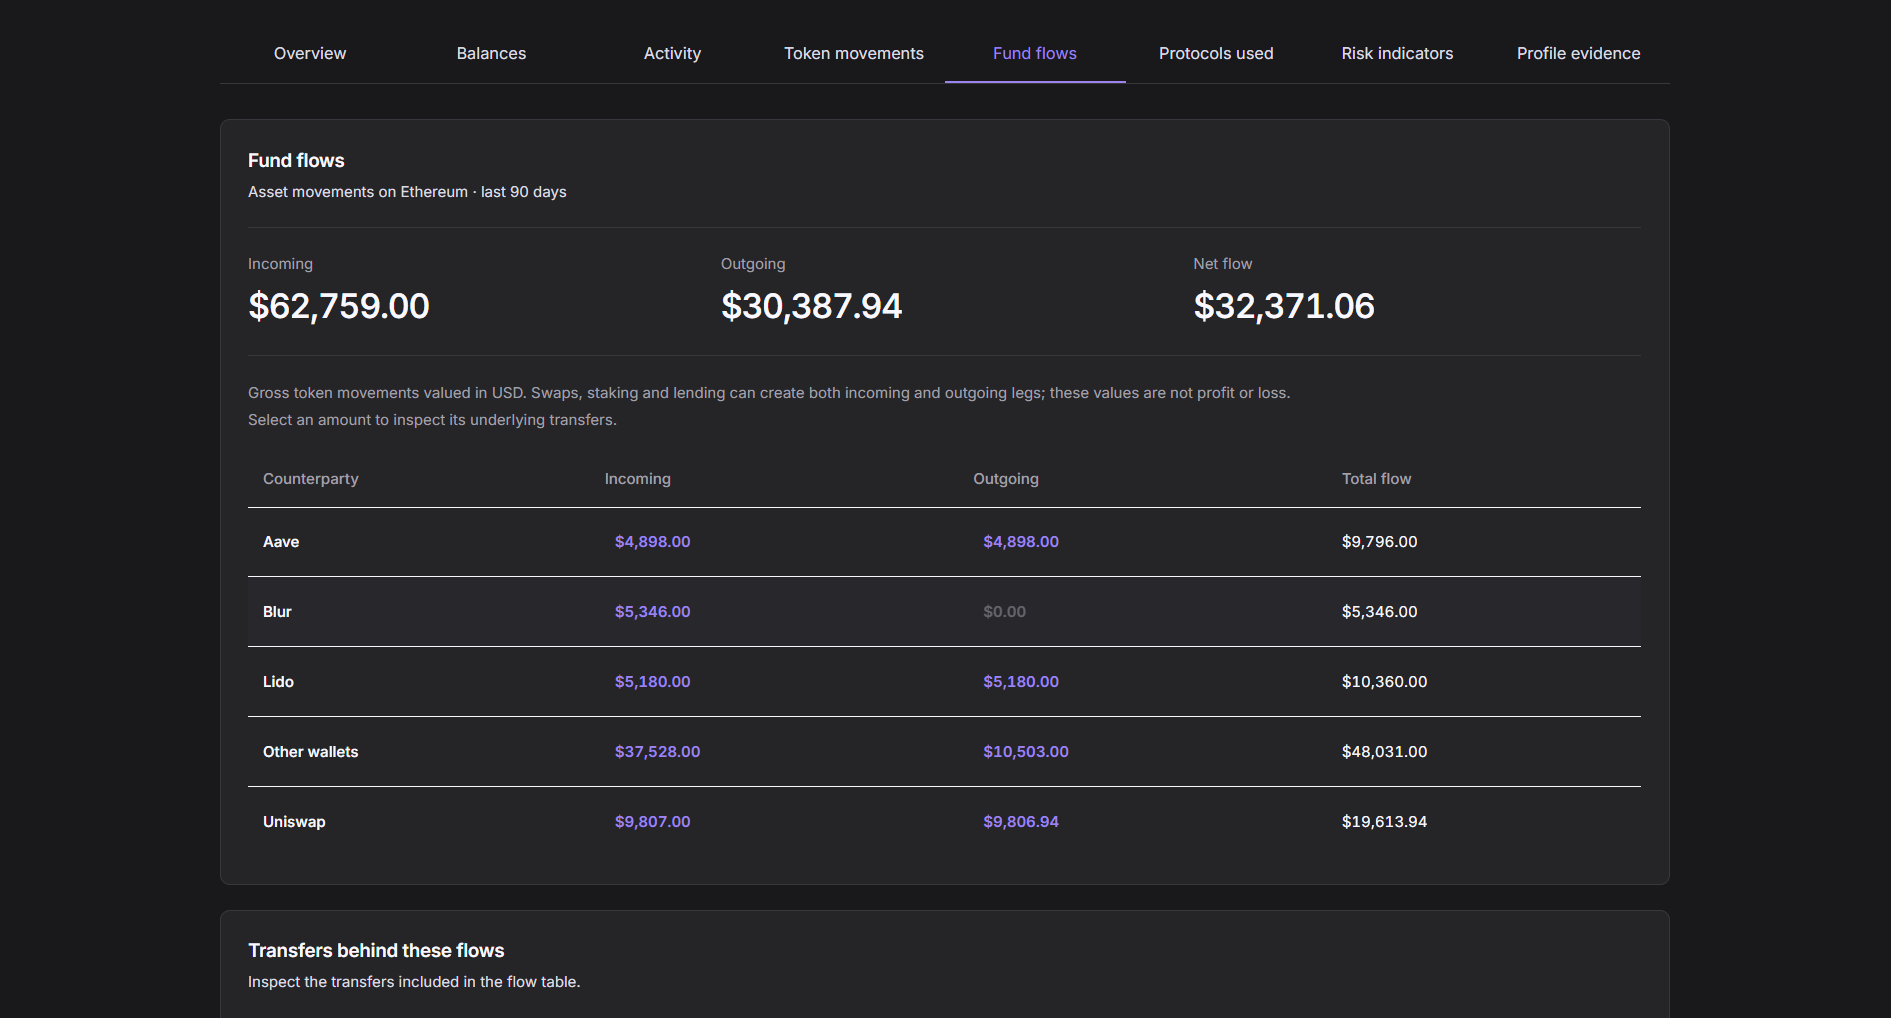 Overview Balances Activity Token movements Fund flows Protocols used Risk indicators Profile evidence
Fund flows
Asset movements on Ethereum · last 90 days
Incoming Outgoing Net flow
$62,759.00 $30,387.94 $32,371.06
Gross token movements valued in USD. Swaps, staking and lending can create both incoming and outgoing legs; these values are not profit or loss.
Select an amount to inspect its underlying transfers.
Counterparty Incoming Outgoing Total flow
Aave $4,898.00 $4,898.00 $9,796.00
Blur $5,346.00 $0.00 $5,346.00
Lido $5,180.00 $5,180.00 $10,360.00
Other wallets $37,528.00 $10,503.00 $48,031.00
Uniswap $9,807.00 $9,806.94 $19,613.94
Transfers behind these flows
Inspect the transfers included in the flow table.